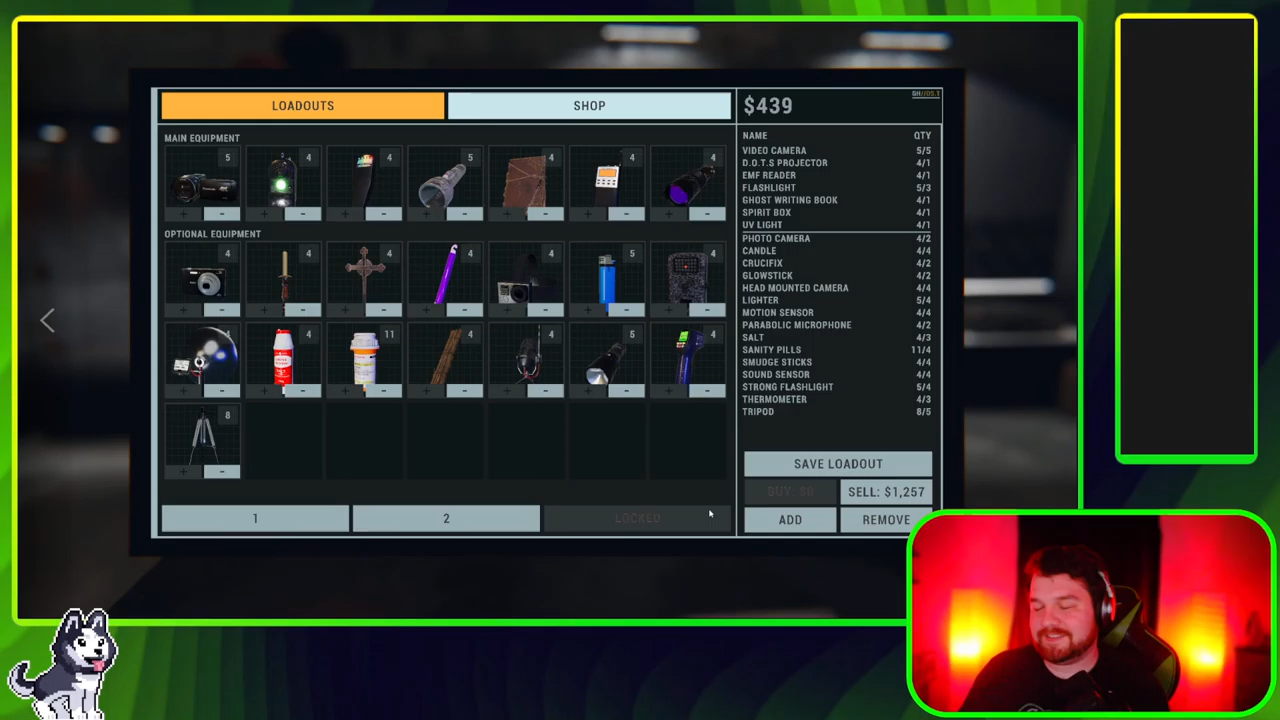 LOADOUTS
SHOP
$439
GH//OS.T
MAIN EQUIPMENT
5
4
4
5
4
4
4
+ - + - + - + - + - + - + -
OPTIONAL EQUIPMENT
4
4
4
4
4
5
4
+ - + - + - + - + - + - + -
4
4
11
4
4
5
4
+ - + - + - + - + - + - + -
8
+ -
1
2
LOCKED
NAME QTY
VIDEO CAMERA 5/5
D.O.T.S PROJECTOR 4/1
EMF READER 4/1
FLASHLIGHT 5/3
GHOST WRITING BOOK 4/1
SPIRIT BOX 4/1
UV LIGHT 4/1
PHOTO CAMERA 4/2
CANDLE 4/4
CRUCIFIX 4/2
GLOWSTICK 4/2
HEAD MOUNTED CAMERA 4/4
LIGHTER 5/4
MOTION SENSOR 4/4
PARABOLIC MICROPHONE 4/2
SALT 4/3
SANITY PILLS 11/4
SMUDGE STICKS 4/4
SOUND SENSOR 4/4
STRONG FLASHLIGHT 5/4
THERMOMETER 4/3
TRIPOD 8/5
SAVE LOADOUT
BUY: $0
SELL: $1,257
ADD
REMOVE